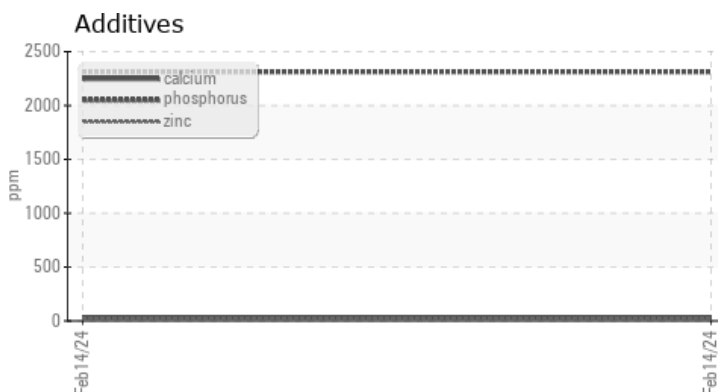 Additives
2500
2000
1500
1000
500
0
ppm
calcium
phosphorus
zinc
Feb14/24
Feb14/24